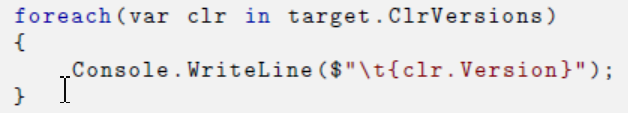 foreach(var clr in target.ClrVersions)
{
    Console.WriteLine($"\t{clr.Version}");
}